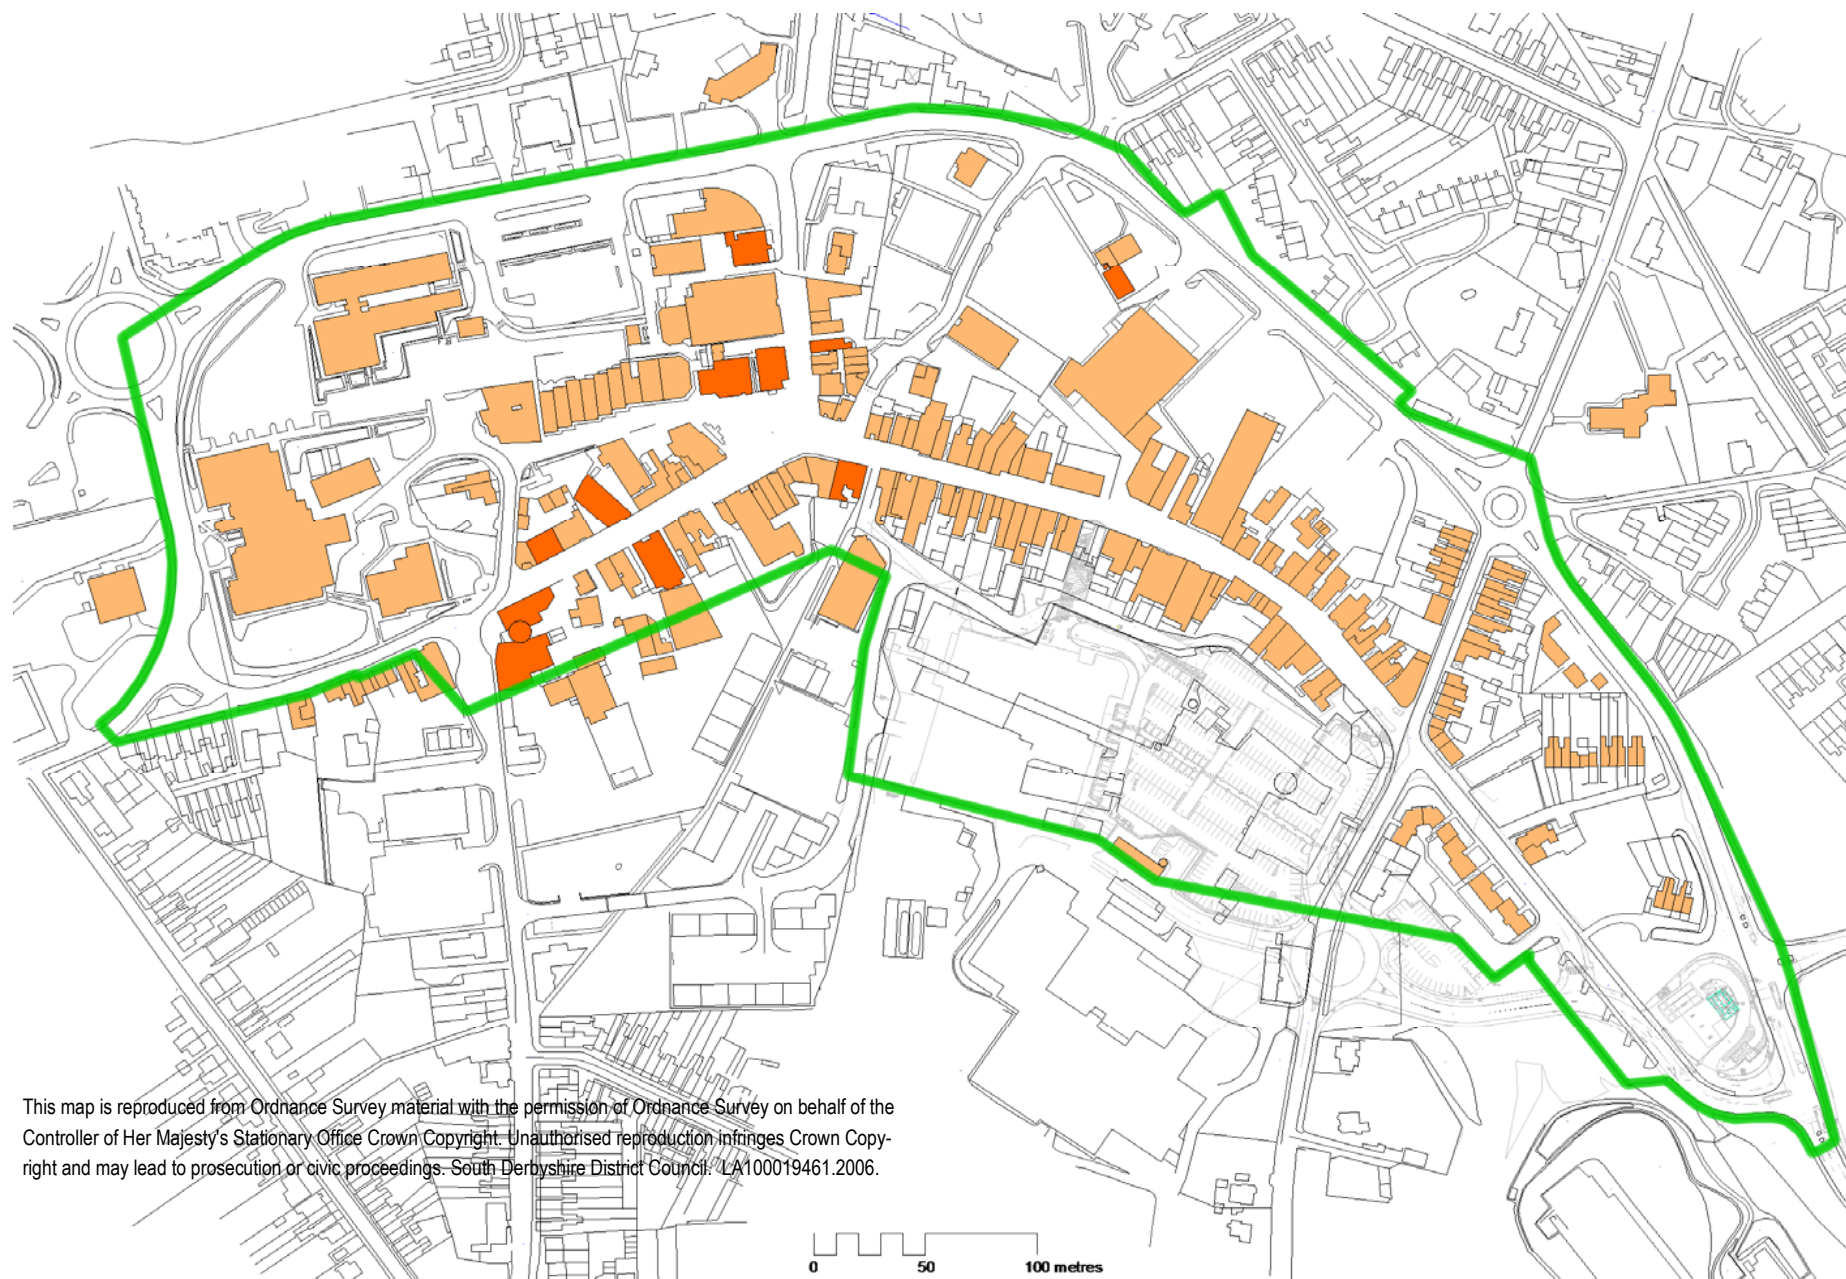 This map is reproduced from Ordnance Survey material with the permission of Ordnance Survey on behalf of the
Controller of Her Majesty's Stationary Office Crown Copyright. Unauthorised reproduction infringes Crown Copy-
right and may lead to prosecution or civic proceedings. South Derbyshire District Council. LA100019461.2006.
0 50 100 metres